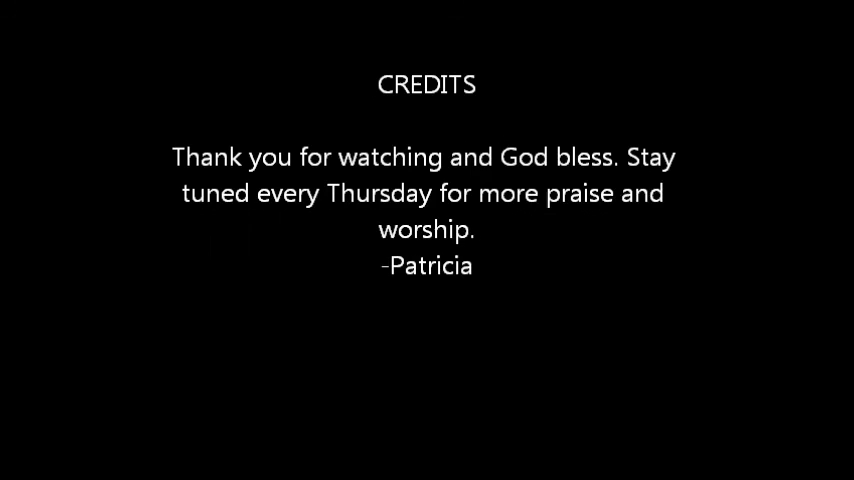 CREDITS
Thank you for watching and God bless. Stay
tuned every Thursday for more praise and
worship.
-Patricia